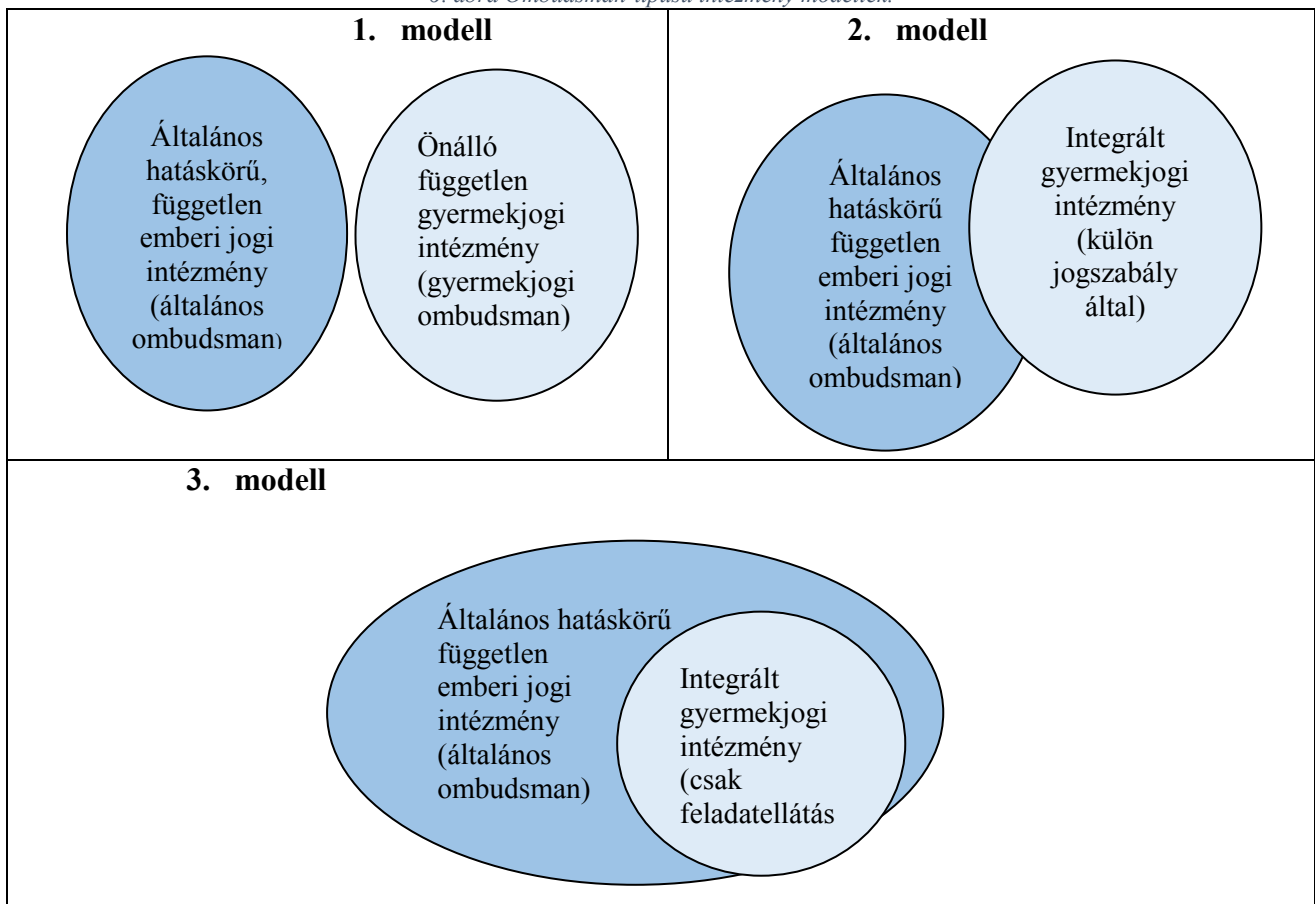 1. modell
Általános
hatáskörű,
független
emberi jogi
intézmény
(általános
ombudsman)
Önálló
független
gyermekjogi
intézmény
(gyermekjogi
ombudsman)
2. modell
Általános
hatáskörű
független
emberi jogi
intézmény
(általános
ombudsman)
Integrált
gyermekjogi
intézmény
(külön
jogszabály
által)
3. modell
Általános hatáskörű
független
emberi jogi
intézmény
(általános
ombudsman)
Integrált
gyermekjogi
intézmény
(csak
feladatellátás